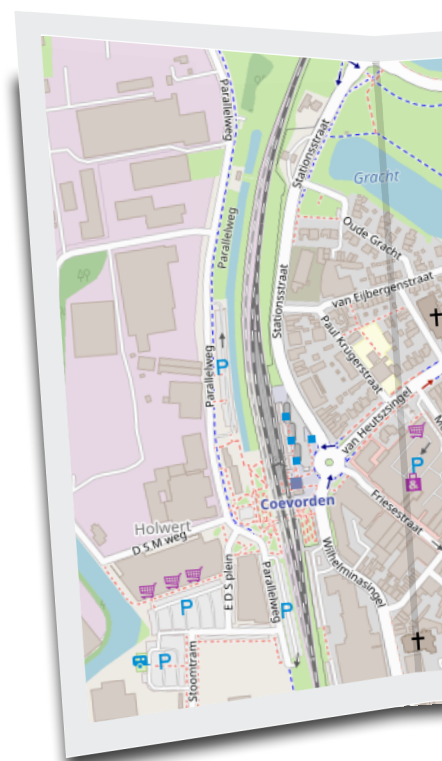 Parallelweg
Stationsstraat
Gracht
Parallelweg
Oude Gracht
Stationsstraat
van Eijbergenstraat
Paul Krugerstraat
P
Parallelweg
van Heutszsingel
P
Coevorden
Friesestraat
Holwert
D S M weg
Wilhelminasingel
E D S plein
Parallelweg
P
P
P
Stoomtram